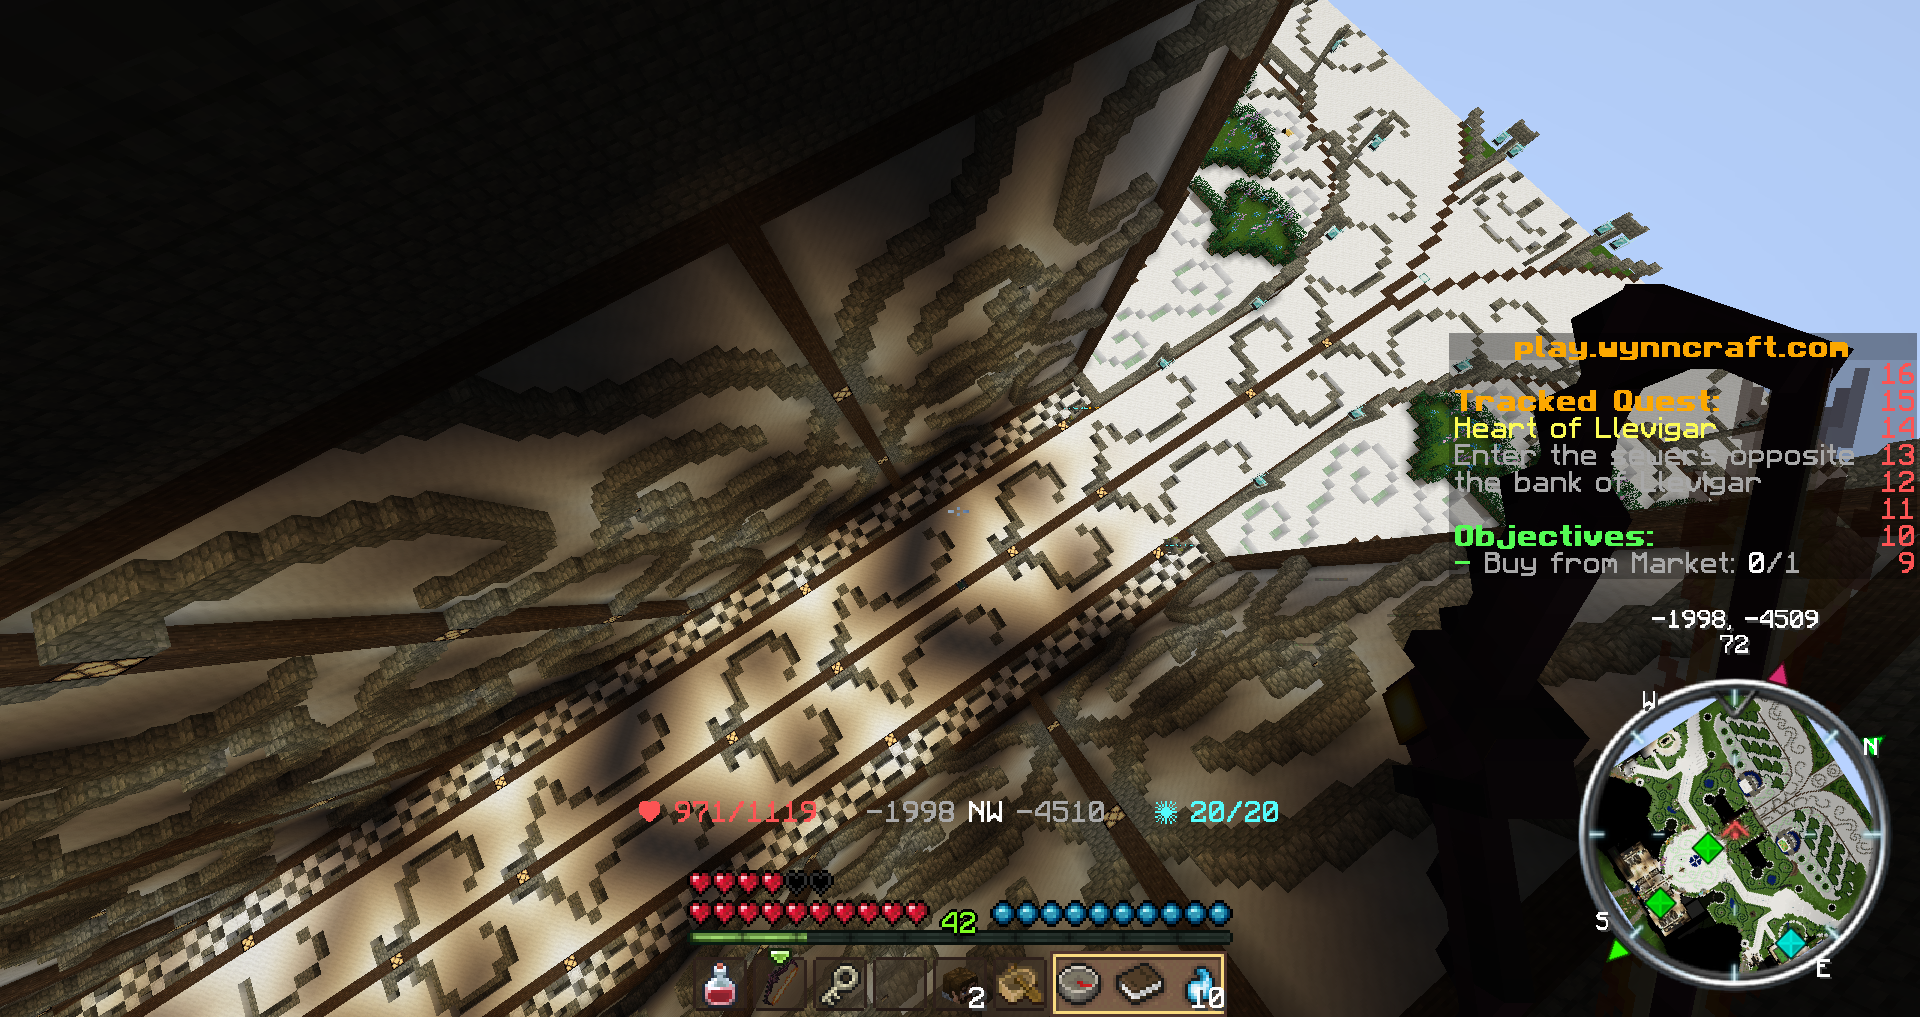 play.wynncraft.com
16
Tracked Quest:
15
Heart of Llevigar
14
Enter the sewers opposite
13
the bank of Llevigar
12
11
Objectives:
10
- Buy from Market: 0/1
9
-1998, -4509
72
W
N
S
E
971/1119
-1998 NW -4510
20/20
42
2
10